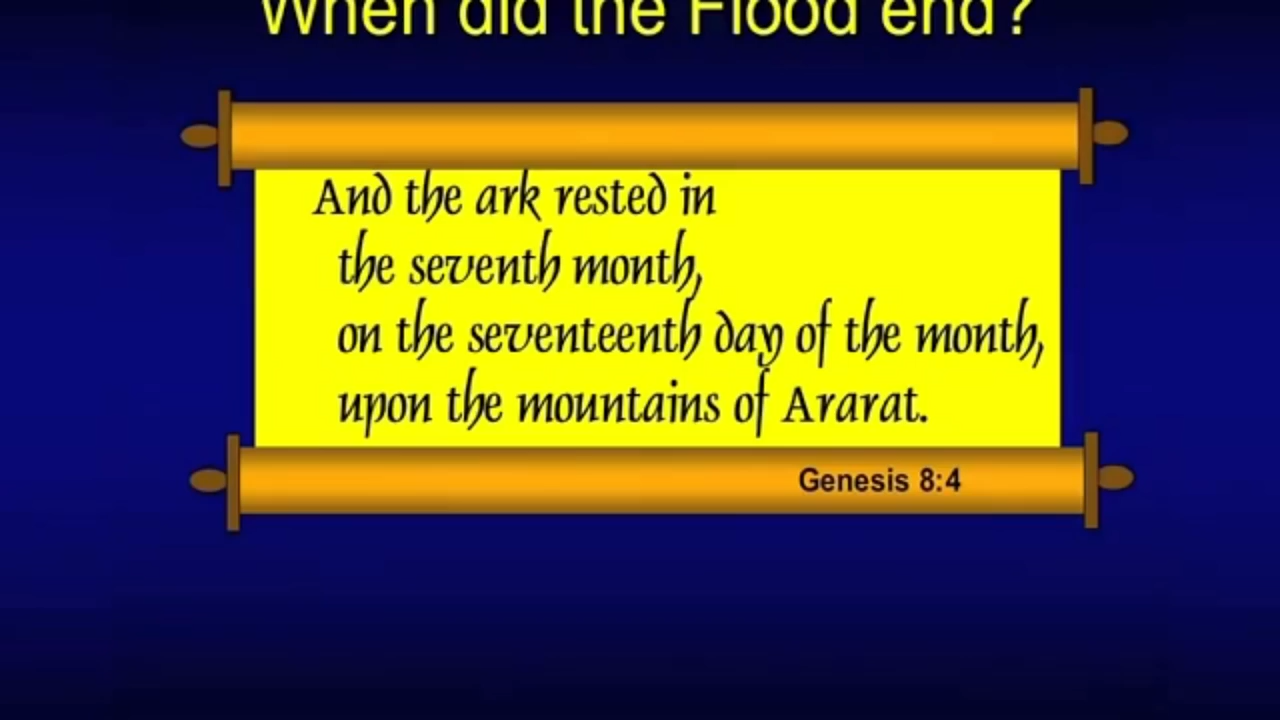 When did the Flood end?
And the ark rested in
the seventh month,
on the seventeenth day of the month,
upon the mountains of Ararat.
Genesis 8:4